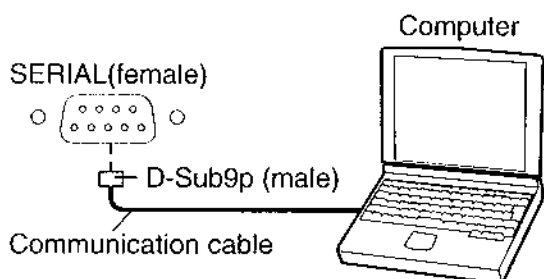 Computer
SERIAL(female)
D-Sub9p (male)
Communication cable